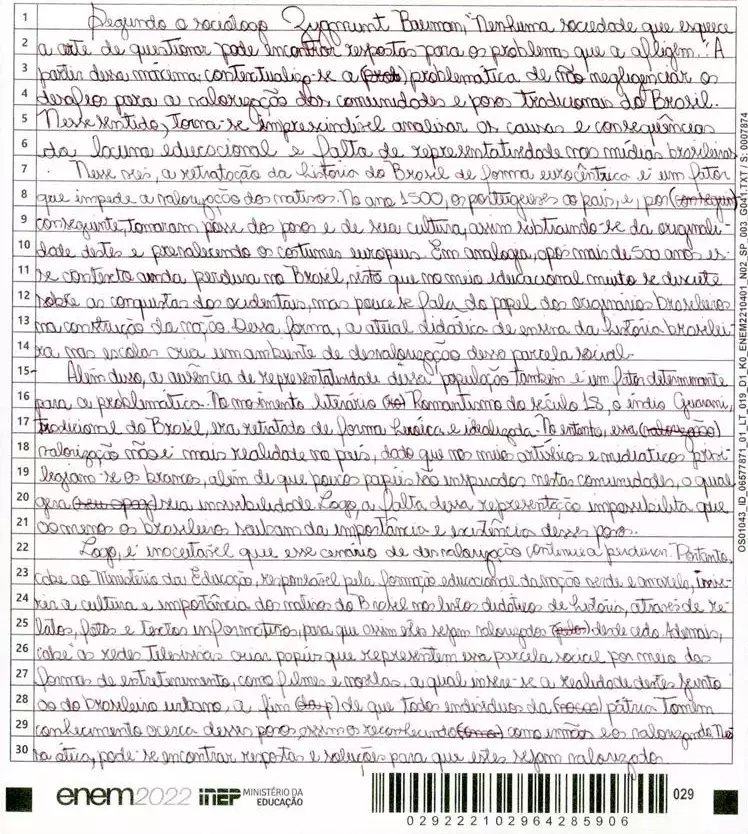 1 Segundo o sociólogo Zygmunt Bauman, "Nenhuma sociedade que esquece
2 a arte de questionar pode encontrar respostas para os problemas que a afligem." A
3 partir dessa máxima, contextualiza-se a problemática de não negligenciar os
4 desafios para a valorização das comunidades e povos tradicionais do Brasil.
5 Nesse sentido, torna-se imprescindível analisar as causas e consequências
6 da lacuna educacional e falta de representatividade nas mídias brasileiras.
7 Nesse viés, a retratação da história do Brasil de forma eurocêntrica é um fator
8 que impede a valorização dos nativos. No ano 1500, os portugueses ao país, e, por (conseguin)
9 conseguinte, tomaram posse dos povos e de sua cultura, assim subtraindo-se da originali-
10 dade destes e prevalecendo os costumes europeus. Em analogia, após mais de 500 anos es-
11 se contexto ainda perdura no Brasil, visto que no meio educacional muito se discute
12 sobre as conquistas dos ocidentais, mas pouco se fala do papel dos originários brasileiros
13 na construção da nação. Dessa forma, a atual didática de ensino da história brasilei-
14 ra nas escolas cria um ambiente de desvalorização dessa parcela social.
15 Além disso, a ausência de representatividade dessa população também é um fator determinante
16 para a problemática. No movimento literário Romantismo do século 18, o índio Guarani,
17 tradicional do Brasil, era retratado de forma heróica e idealizada. No entanto, essa (valorização)
18 valorização não é mais realidade no país, dado que nos meios artísticos e midiáticos privi-
19 legiam-se os brancos, além de que poucos papéis são inspirados nestas comunidades, o qual
20 gera sua invisibilidade. Logo, a falta dessa representação impossibilita que
21 ao menos os brasileiros saibam da importância e existência desses povos.
22 Logo, é inaceitável que esse cenário de desvalorização continue a perdurar. Portanto,
23 cabe ao Ministério da Educação, responsável pela formação educacional da nação verde e amarela, inse-
24 rir a cultura e importância dos nativos do Brasil nos livros didáticos de história, através de re-
25 latos, fotos e textos informativos, para que assim eles sejam valorizados desde cedo. Ademais,
26 cabe às redes televisivas criar papéis que representem essa parcela social por meio das
27 formas de entretenimento, como filmes e novelas, a qual insere-se a realidade destes junto
28 ao do brasileiro urbano, a fim de que todo indivíduos da pátria tomem
29 conhecimento acerca desses povos, assim os reconhecendo como irmãos e os valorizando. Nes-
30 sa ótica, pode-se encontrar respostas e soluções para que estes sejam valorizados.
OS01043_ID_06577871_01_LT_019_D1_K0_ENEM2210401_N02_SP_003_G041.TXT / S: 0007874
enem2022 INEP MINISTÉRIO DA EDUCAÇÃO
029
029222102964285906